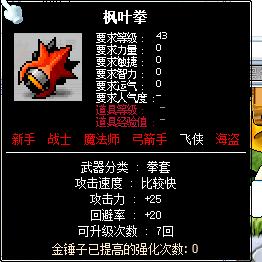 枫叶拳
要求等级： 43
要求力量： 0
要求敏捷： 0
要求智力： 0
要求运气： 0
要求人气度： -
道具等级： -
道具经验值： -
新手 战士 魔法师 弓箭手 飞侠 海盗
武器分类 : 拳套
攻击速度 : 比较快
攻击力 : +25
回避率 : +20
可升级次数 : 7回
金锤子已提高的强化次数: 0